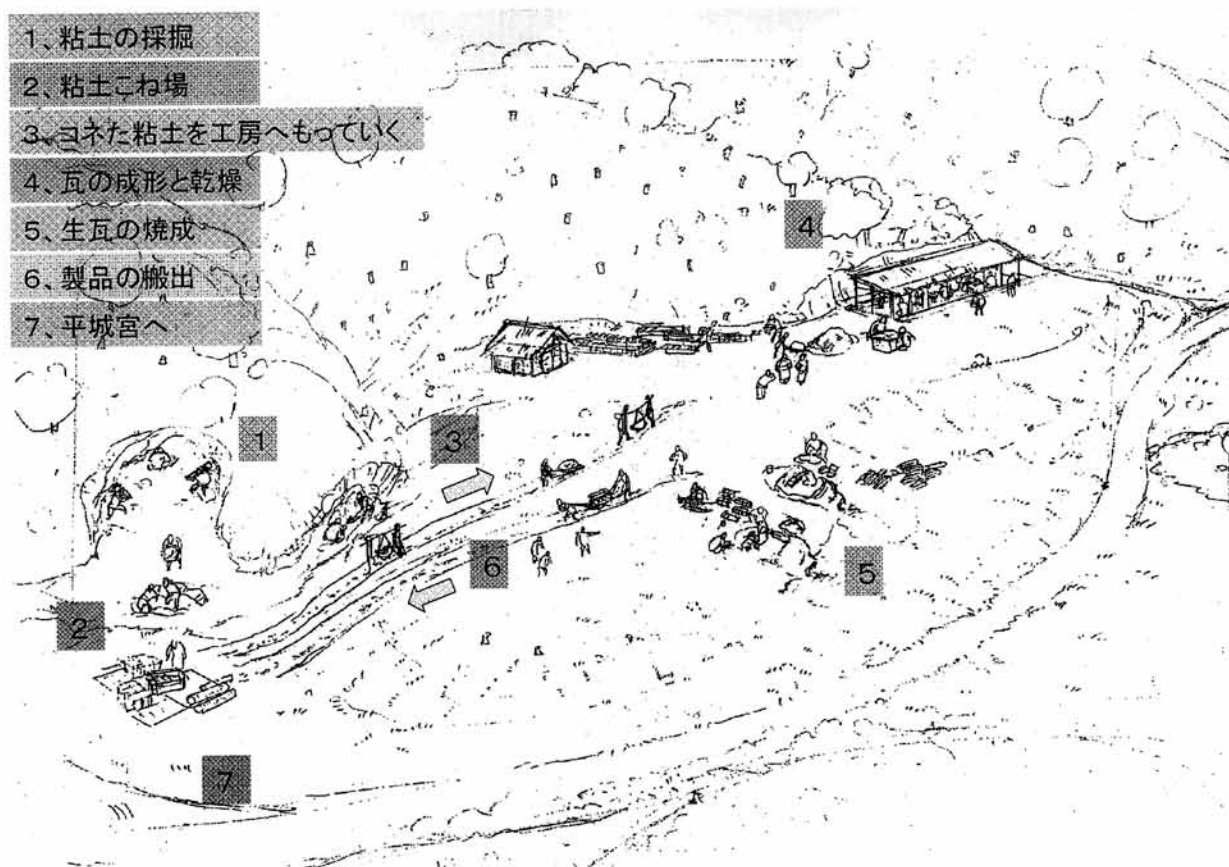 1、粘土の採掘
2、粘土こね場
3、ヨネた粘土を工房へもっていく
4、瓦の成形と乾燥
5、生瓦の焼成
6、製品の搬出
7、平城宮へ
4
1
3
6
5
2
7